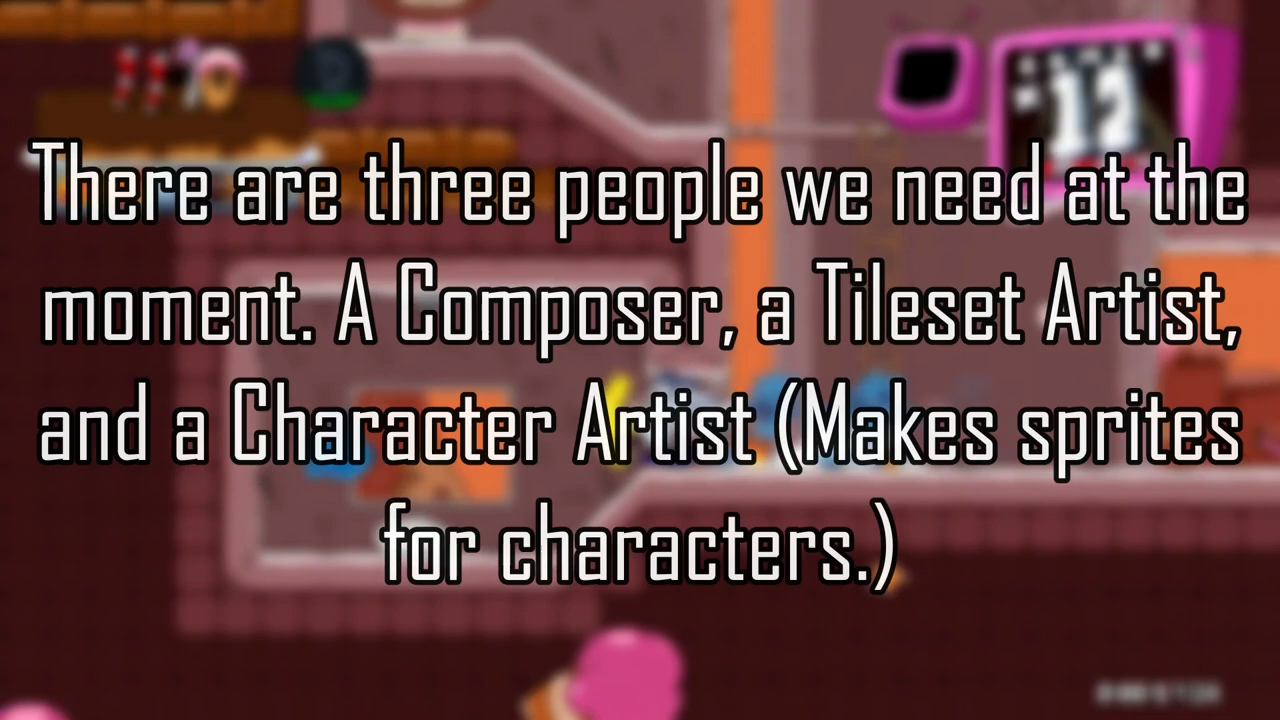 12
There are three people we need at the
moment. A Composer, a Tileset Artist,
and a Character Artist (Makes sprites
for characters.)